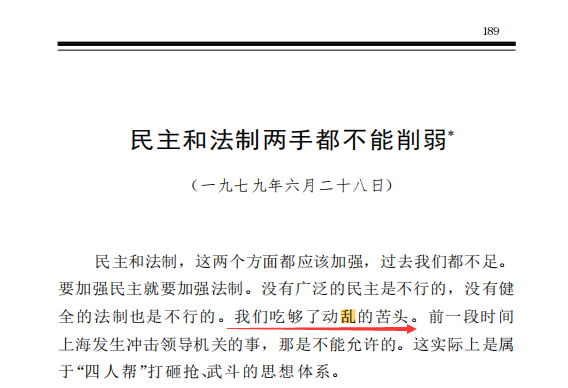 189
民主和法制两手都不能削弱*
（一九七九年六月二十八日）
民主和法制，这两个方面都应该加强，过去我们都不足。
要加强民主就要加强法制。没有广泛的民主是不行的，没有健
全的法制也是不行的。我们吃够了动乱的苦头。前一段时间
上海发生冲击领导机关的事，那是不能允许的。这实际上是属
于“四人帮”打砸抢、武斗的思想体系。